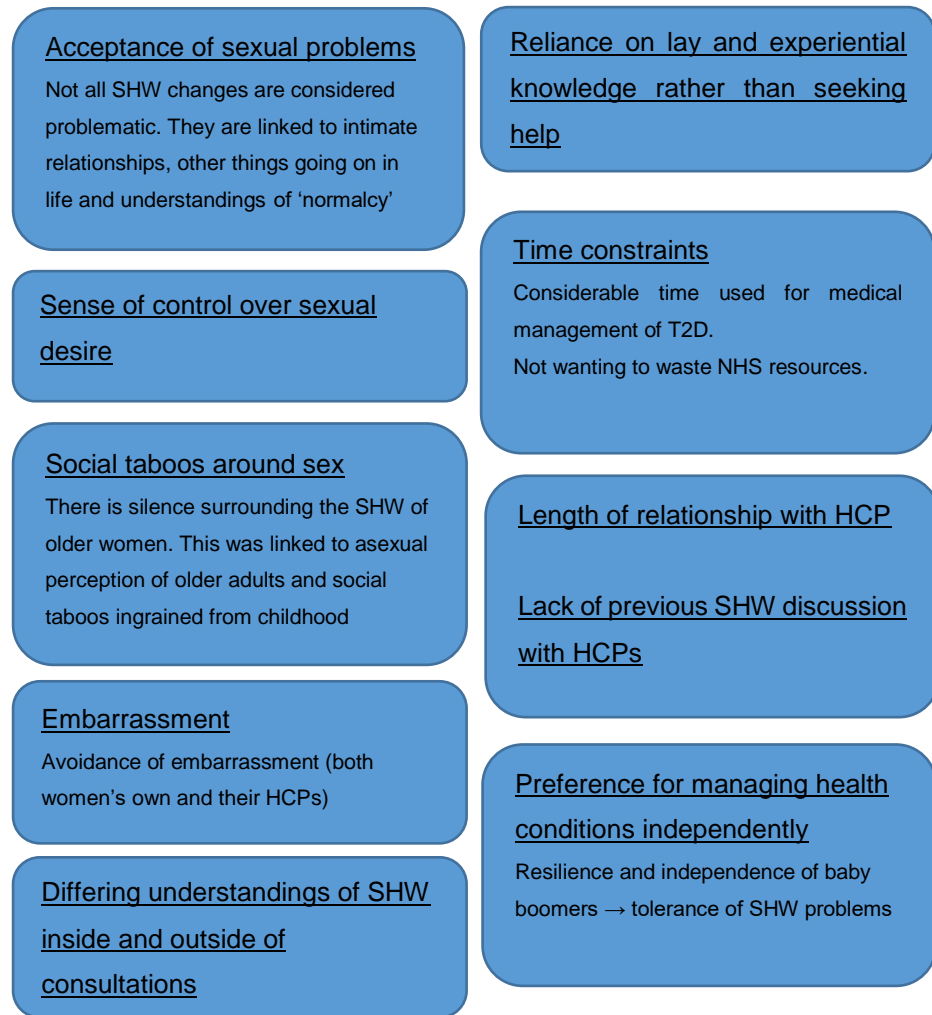 Acceptance of sexual problems
Not all SHW changes are considered
problematic. They are linked to intimate
relationships, other things going on in
life and understandings of ‘normalcy’
Sense of control over sexual
desire
Social taboos around sex
There is silence surrounding the SHW of
older women. This was linked to asexual
perception of older adults and social
taboos ingrained from childhood
Embarrassment
Avoidance of embarrassment (both
women’s own and their HCPs)
Differing understandings of SHW
inside and outside of
consultations
Reliance on lay and experiential
knowledge rather than seeking
help
Time constraints
Considerable time used for medical
management of T2D.
Not wanting to waste NHS resources.
Length of relationship with HCP
Lack of previous SHW discussion
with HCPs
Preference for managing health
conditions independently
Resilience and independence of baby
boomers → tolerance of SHW problems